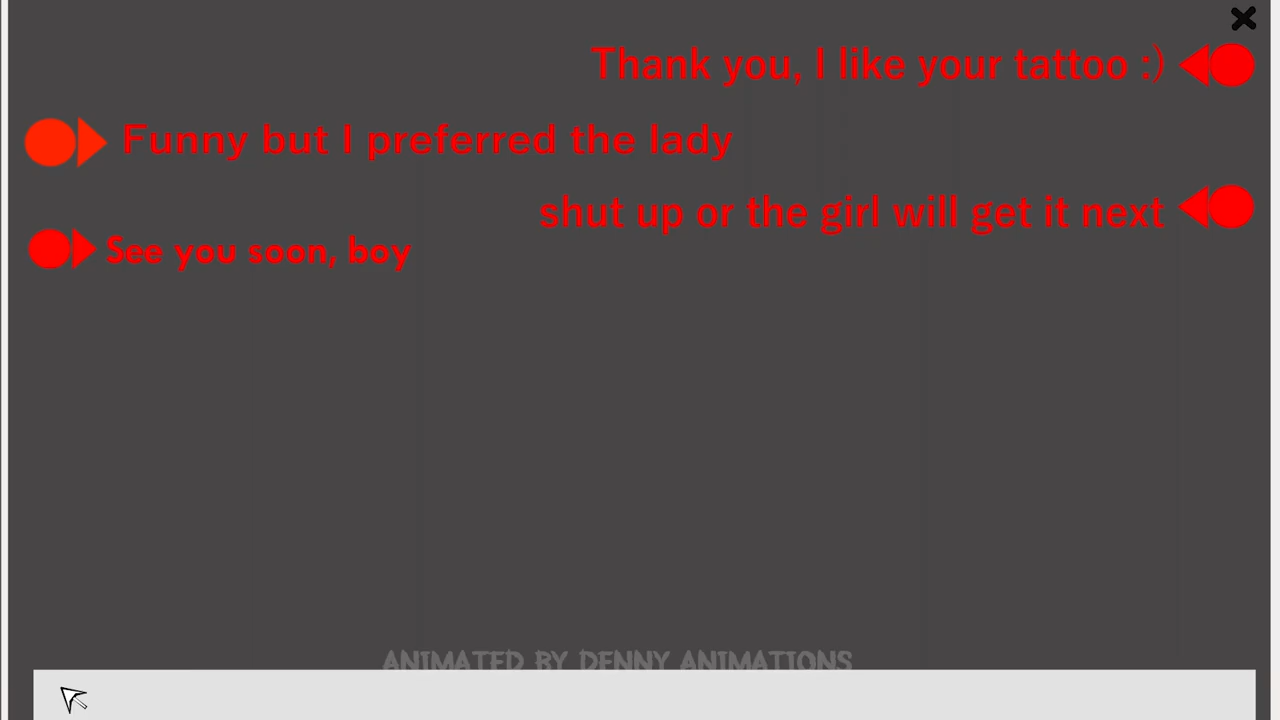 Thank you, I like your tattoo :)
Funny but I preferred the lady
shut up or the girl will get it next
See you soon, boy
ANIMATED BY DENNY ANIMATIONS